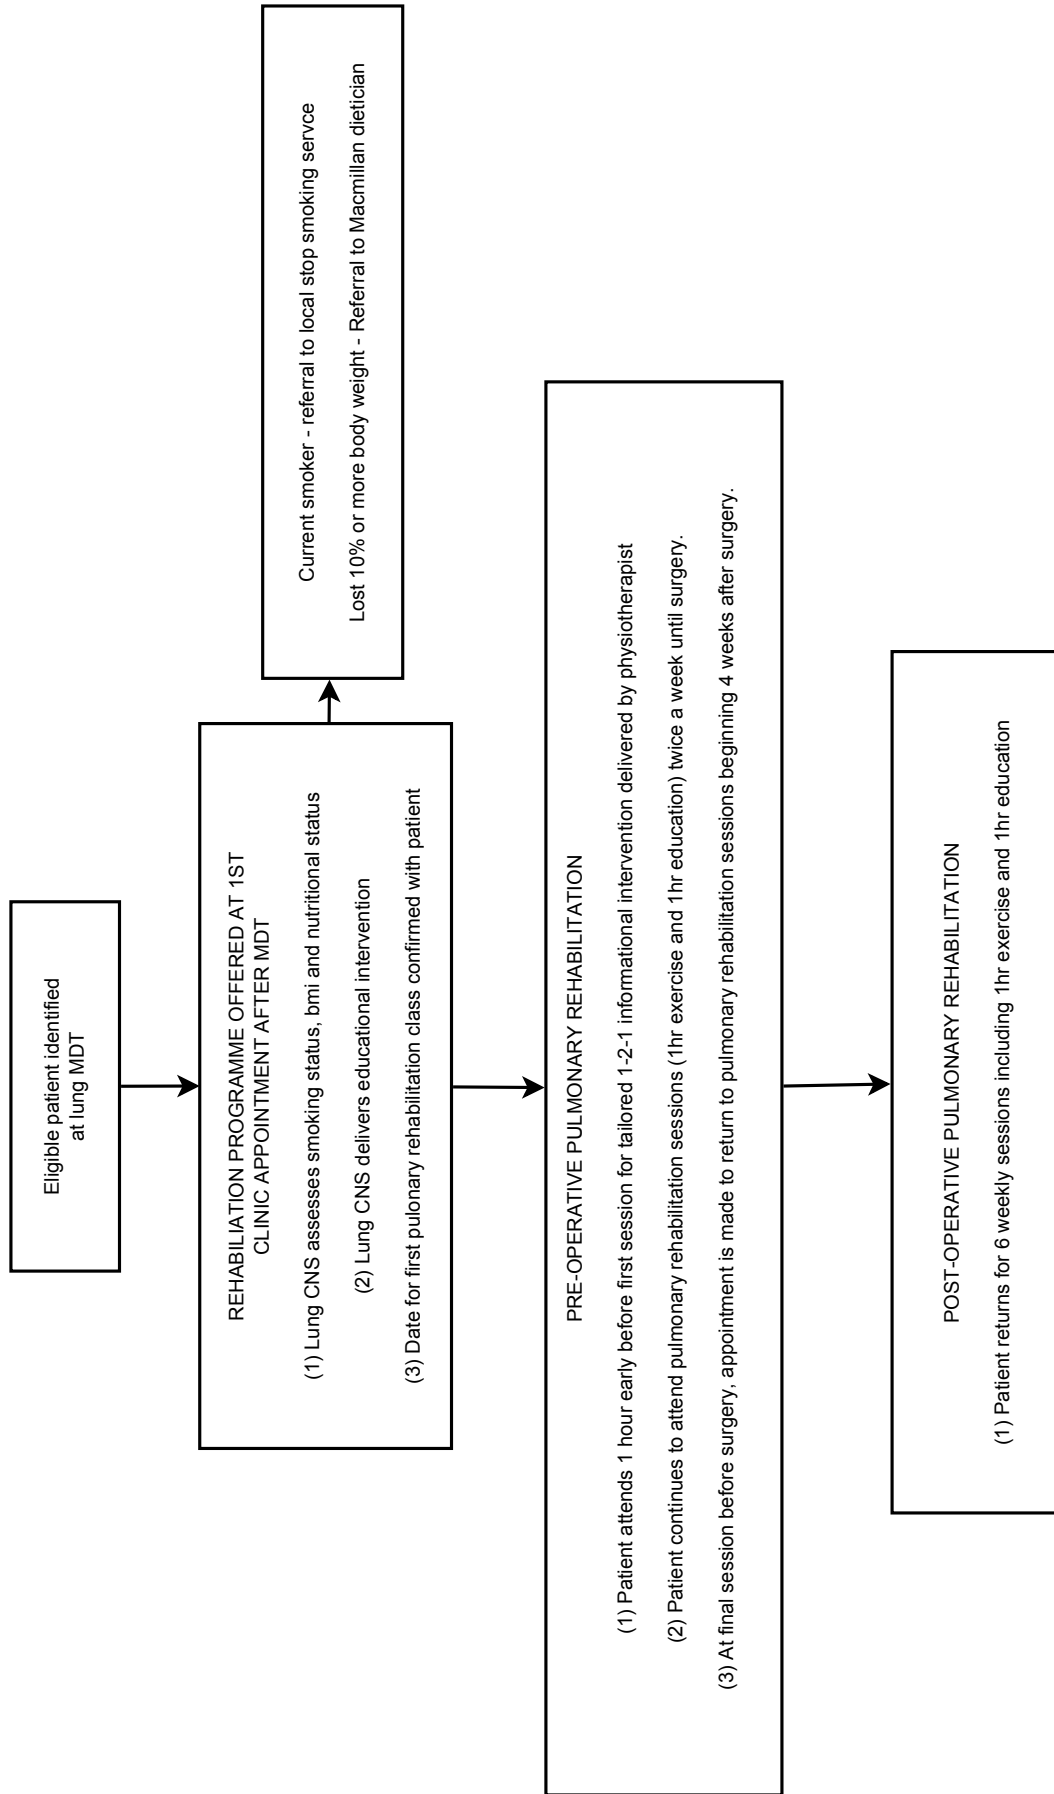 Eligible patient identified
at lung MDT
REHABILIATION PROGRAMME OFFERED AT 1ST
CLINIC APPOINTMENT AFTER MDT
(1) Lung CNS assesses smoking status, bmi and nutritional status
(2) Lung CNS delivers educational intervention
(3) Date for first pulonary rehabilitation class confirmed with patient
Current smoker - referral to local stop smoking servce
Lost 10% or more body weight - Referral to Macmillan dietician
PRE-OPERATIVE PULMONARY REHABILITATION
(1) Patient attends 1 hour early before first session for tailored 1-2-1 informational intervention delivered by physiotherapist
(2) Patient continues to attend pulmonary rehabilitation sessions (1hr exercise and 1hr education) twice a week until surgery.
(3) At final session before surgery, appointment is made to return to pulmonary rehabilitation sessions beginning 4 weeks after surgery.
POST-OPERATIVE PULMONARY REHABILITATION
(1) Patient returns for 6 weekly sessions including 1hr exercise and 1hr education